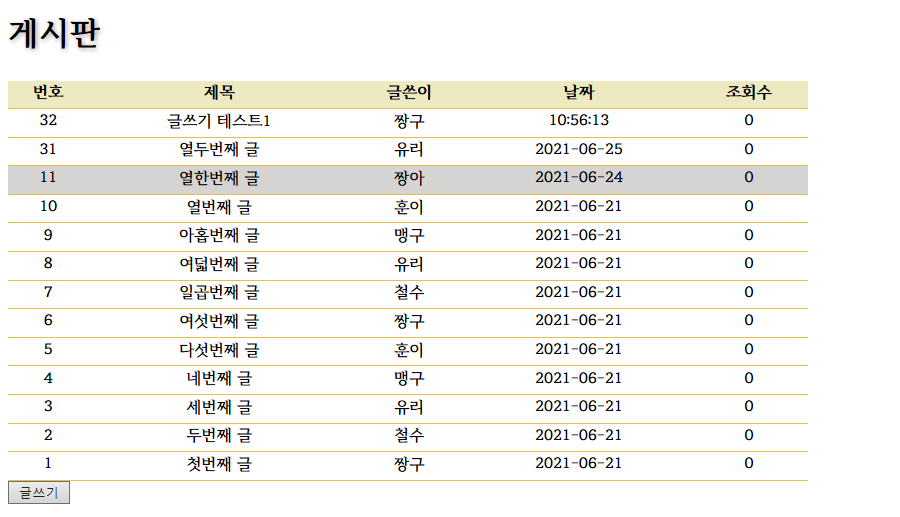 게시판
번호 제목 글쓴이 날짜 조회수
32 글쓰기 테스트1 짱구 10:56:13 0
31 열두번째 글 유리 2021-06-25 0
11 열한번째 글 짱아 2021-06-24 0
10 열번째 글 훈이 2021-06-21 0
9 아홉번째 글 맹구 2021-06-21 0
8 여덟번째 글 유리 2021-06-21 0
7 일곱번째 글 철수 2021-06-21 0
6 여섯번째 글 짱구 2021-06-21 0
5 다섯번째 글 훈이 2021-06-21 0
4 네번째 글 맹구 2021-06-21 0
3 세번째 글 유리 2021-06-21 0
2 두번째 글 철수 2021-06-21 0
1 첫번째 글 짱구 2021-06-21 0
글쓰기